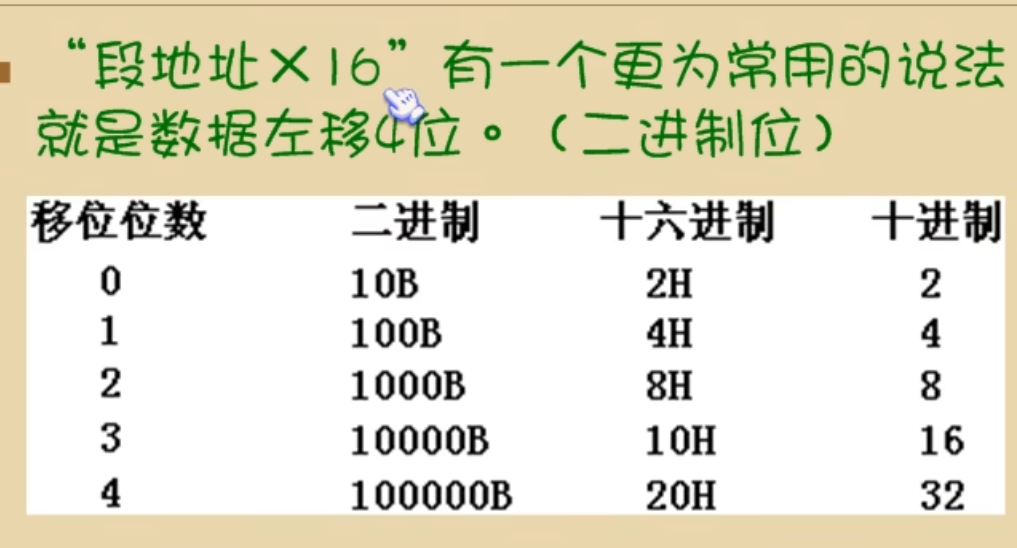 “段地址×16”有一个更为常用的说法
就是数据左移4位。（二进制位）
移位位数 二进制 十六进制 十进制
0 10B 2H 2
1 100B 4H 4
2 1000B 8H 8
3 10000B 10H 16
4 100000B 20H 32